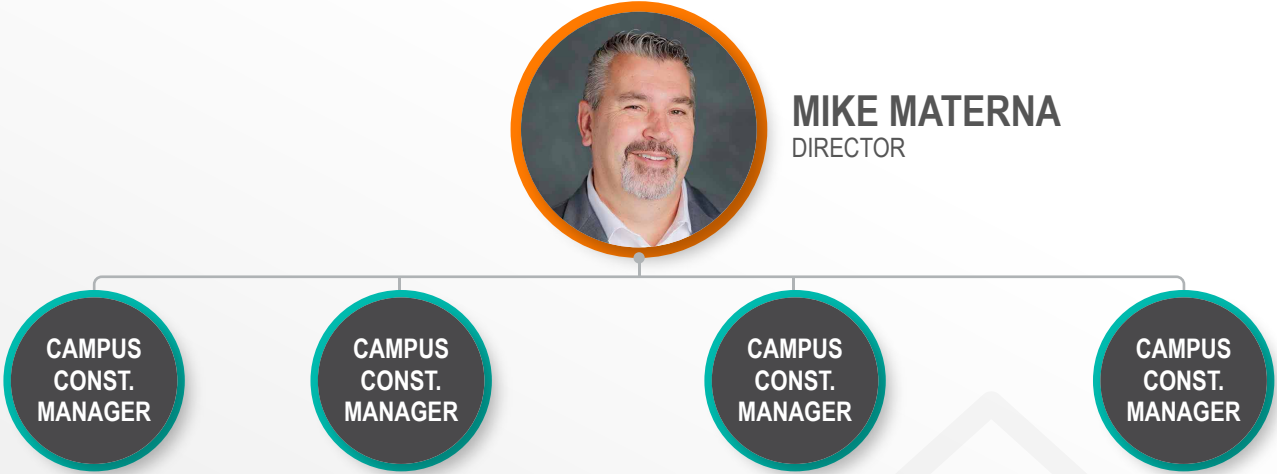 MIKE MATERNA
DIRECTOR
CAMPUS
CONST.
MANAGER
CAMPUS
CONST.
MANAGER
CAMPUS
CONST.
MANAGER
CAMPUS
CONST.
MANAGER